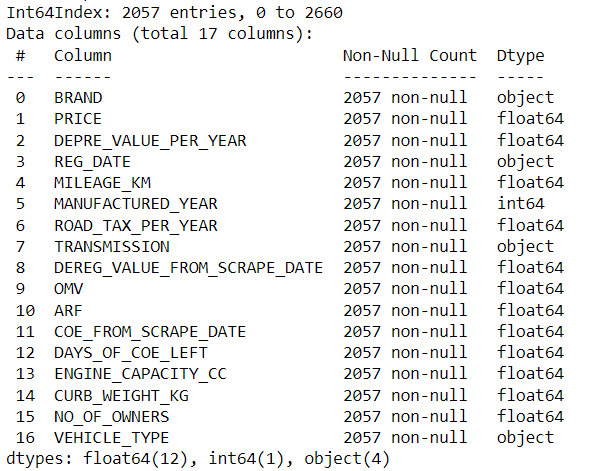 Int64Index: 2057 entries, 0 to 2660
Data columns (total 17 columns):
 #   Column                         Non-Null Count  Dtype
---  ------                         --------------  -----
 0   BRAND                          2057 non-null   object
 1   PRICE                          2057 non-null   float64
 2   DEPRE_VALUE_PER_YEAR           2057 non-null   float64
 3   REG_DATE                       2057 non-null   object
 4   MILEAGE_KM                     2057 non-null   float64
 5   MANUFACTURED_YEAR              2057 non-null   int64
 6   ROAD_TAX_PER_YEAR              2057 non-null   float64
 7   TRANSMISSION                   2057 non-null   object
 8   DEREG_VALUE_FROM_SCRAPE_DATE   2057 non-null   float64
 9   OMV                            2057 non-null   float64
 10  ARF                            2057 non-null   float64
 11  COE_FROM_SCRAPE_DATE           2057 non-null   float64
 12  DAYS_OF_COE_LEFT               2057 non-null   float64
 13  ENGINE_CAPACITY_CC             2057 non-null   float64
 14  CURB_WEIGHT_KG                 2057 non-null   float64
 15  NO_OF_OWNERS                   2057 non-null   float64
 16  VEHICLE_TYPE                   2057 non-null   object
dtypes: float64(12), int64(1), object(4)